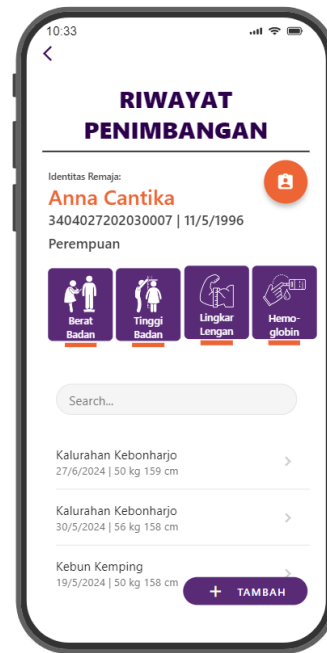 10:33
RIWAYAT
PENIMBANGAN
Identitas Remaja:
Anna Cantika
3404027202030007 | 11/5/1996
Perempuan
Berat
Badan
Tinggi
Badan
Lingkar
Lengan
Hemo-
globin
Search...
Kalurahan Kebonharjo
27/6/2024 | 50 kg 159 cm
Kalurahan Kebonharjo
30/5/2024 | 56 kg 158 cm
Kebun Kemping
19/5/2024 | 50 kg 158 cm
+ TAMBAH